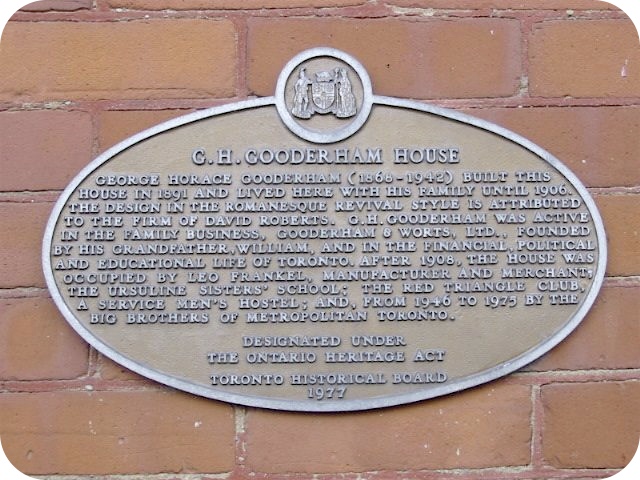 G.H. GOODERHAM HOUSE
GEORGE HORACE GOODERHAM (1868-1942) BUILT THIS
HOUSE IN 1891 AND LIVED HERE WITH HIS FAMILY UNTIL 1906.
THE DESIGN IN THE ROMANESQUE REVIVAL STYLE IS ATTRIBUTED
TO THE FIRM OF DAVID ROBERTS. G.H. GOODERHAM WAS ACTIVE
IN THE FAMILY BUSINESS, GOODERHAM & WORTS, LTD., FOUNDED
BY HIS GRANDFATHER, WILLIAM, AND IN THE FINANCIAL, POLITICAL
AND EDUCATIONAL LIFE OF TORONTO. AFTER 1908, THE HOUSE WAS
OCCUPIED BY LEO FRANKEL, MANUFACTURER AND MERCHANT;
THE URSULINE SISTERS' SCHOOL; THE RED TRIANGLE CLUB,
A SERVICE MEN'S HOSTEL; AND, FROM 1946 TO 1975 BY THE
BIG BROTHERS OF METROPOLITAN TORONTO.
DESIGNATED UNDER
THE ONTARIO HERITAGE ACT
TORONTO HISTORICAL BOARD
1977